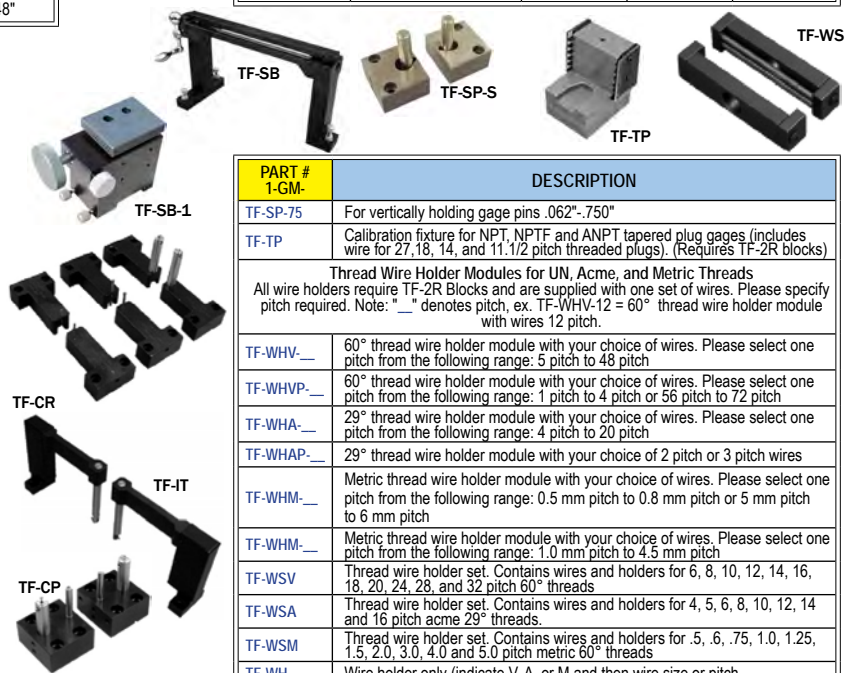 48"
TF-SB
TF-SP-S
TF-TP
TF-WS
TF-SB-1
TF-CR
TF-IT
TF-CP
PART #
1-GM-
DESCRIPTION
TF-SP-75
For vertically holding gage pins .062"-.750"
TF-TP
Calibration fixture for NPT, NPTF and ANPT tapered plug gages (includes
wire for 27,18, 14, and 11.1/2 pitch threaded plugs). (Requires TF-2R blocks)
Thread Wire Holder Modules for UN, Acme, and Metric Threads
All wire holders require TF-2R Blocks and are supplied with one set of wires. Please specify
pitch required. Note: "__" denotes pitch, ex. TF-WHV-12 = 60° thread wire holder module
with wires 12 pitch.
TF-WHV-__
60° thread wire holder module with your choice of wires. Please select one
pitch from the following range: 5 pitch to 48 pitch
TF-WHVP-__
60° thread wire holder module with your choice of wires. Please select one
pitch from the following range: 1 pitch to 4 pitch or 56 pitch to 72 pitch
TF-WHA-__
29° thread wire holder module with your choice of wires. Please select one
pitch from the following range: 4 pitch to 20 pitch
TF-WHAP-__
29° thread wire holder module with your choice of 2 pitch or 3 pitch wires
TF-WHM-__
Metric thread wire holder module with your choice of wires. Please select one
pitch from the following range: 0.5 mm pitch to 0.8 mm pitch or 5 mm pitch
to 6 mm pitch
TF-WHM-__
Metric thread wire holder module with your choice of wires. Please select one
pitch from the following range: 1.0 mm pitch to 4.5 mm pitch
TF-WSV
Thread wire holder set. Contains wires and holders for 6, 8, 10, 12, 14, 16,
18, 20, 24, 28, and 32 pitch 60° threads
TF-WSA
Thread wire holder set. Contains wires and holders for 4, 5, 6, 8, 10, 12, 14
and 16 pitch acme 29° threads.
TF-WSM
Thread wire holder set. Contains wires and holders for .5, .6, .75, 1.0, 1.25,
1.5, 2.0, 3.0, 4.0 and 5.0 pitch metric 60° threads
TF-WH
Wire holder only (indicate V, A, or M and then wire size or pitch